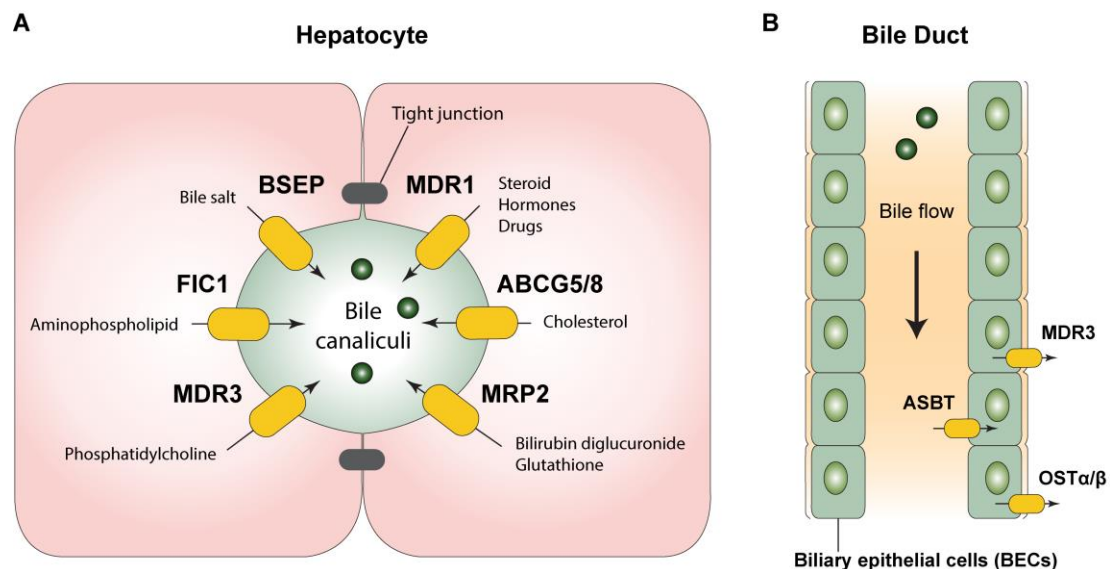 A
Hepatocyte
Tight junction
BSEP
MDR1
Bile salt
Steroid
Hormones
Drugs
FIC1
ABCG5/8
Aminophospholipid
Bile
canaliculi
Cholesterol
MDR3
MRP2
Phosphatidylcholine
Bilirubin diglucuronide
Glutathione
B
Bile Duct
Bile flow
MDR3
ASBT
OSTα/β
Biliary epithelial cells (BECs)